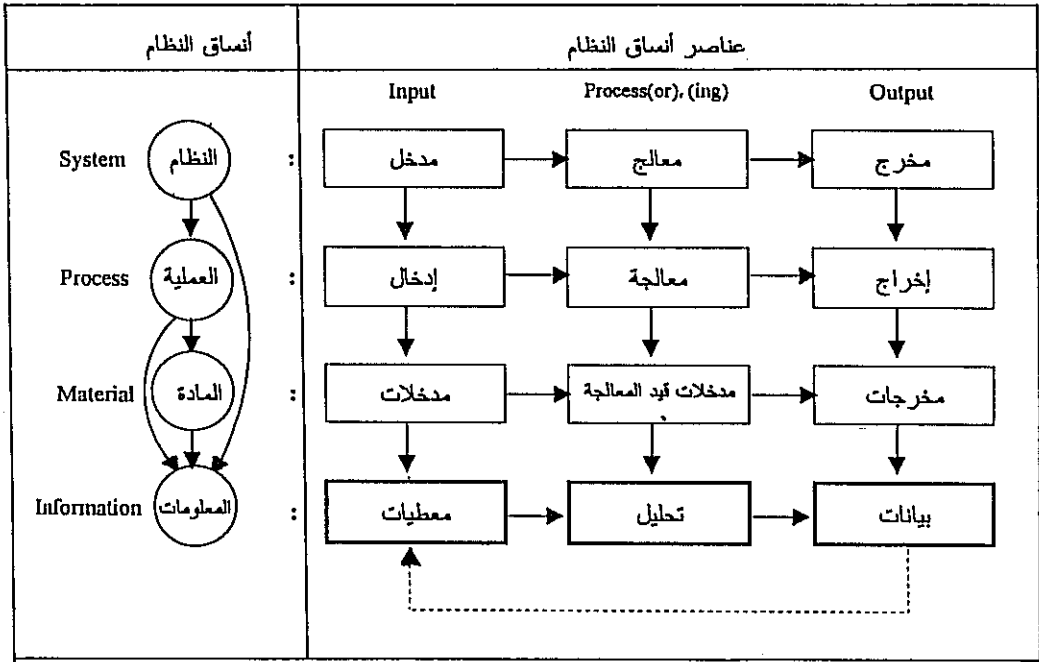 أنساق النظام
عناصر أنساق النظام
Input Process(or), (ing) Output
System النظام : مدخل معالج مخرج
Process العملية : إدخال معالجة إخراج
Material المادة : مدخلات مدخلات قيد المعالجة مخرجات
Information المعلومات : معطيات تحليل بيانات